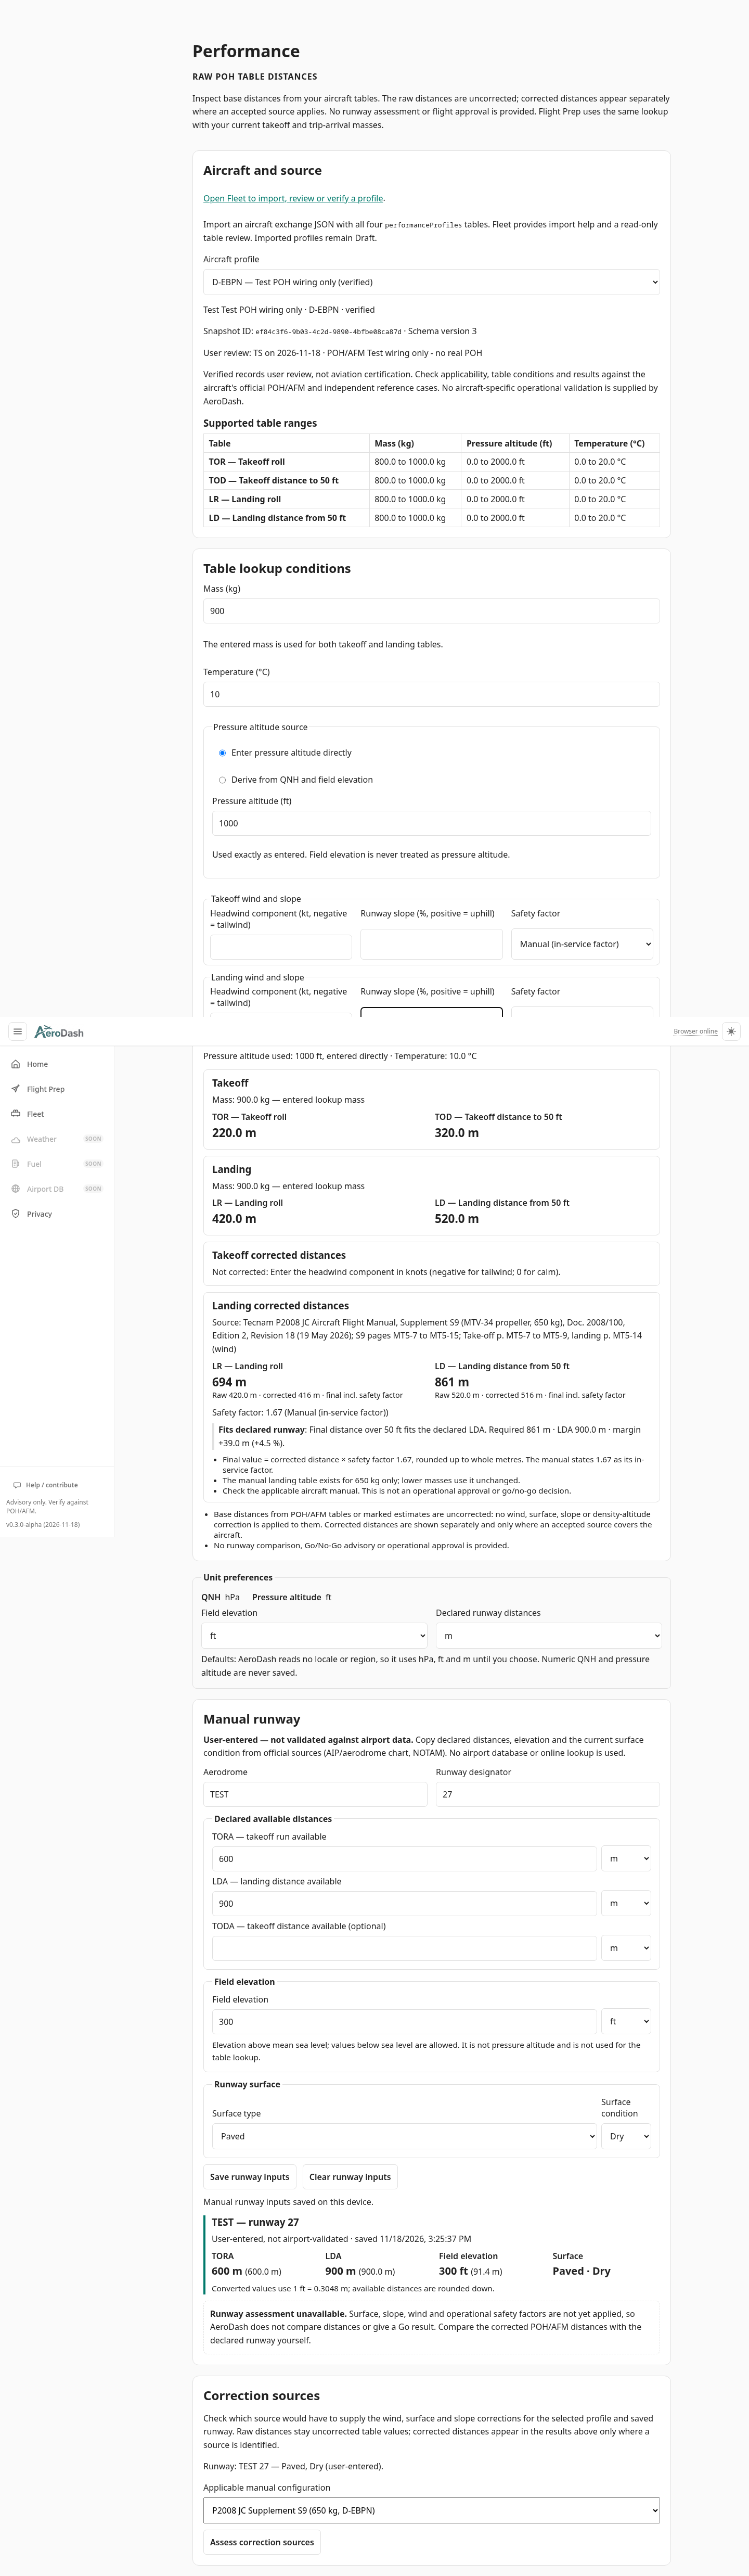 Performance
RAW POH TABLE DISTANCES
Inspect base distances from your aircraft tables. The raw distances are uncorrected; corrected distances appear separately
where an accepted source applies. No runway assessment or flight approval is provided. Flight Prep uses the same lookup
with your current takeoff and trip-arrival masses.
Aircraft and source
Open Fleet to import, review or verify a profile.
Import an aircraft exchange JSON with all four performanceProfiles tables. Fleet provides import help and a read-only
table review. Imported profiles remain Draft.
Aircraft profile
D-EBPN — Test POH wiring only (verified)
Test Test POH wiring only · D-EBPN · verified
Snapshot ID: ef84c3f6-9b03-4c2d-9890-4bfbe08ca87d · Schema version 3
User review: TS on 2026-11-18 · POH/AFM Test wiring only - no real POH
Verified records user review, not aviation certification. Check applicability, table conditions and results against the
aircraft's official POH/AFM and independent reference cases. No aircraft-specific operational validation is supplied by
AeroDash.
Supported table ranges
Table Mass (kg) Pressure altitude (ft) Temperature (°C)
TOR — Takeoff roll 800.0 to 1000.0 kg 0.0 to 2000.0 ft 0.0 to 20.0 °C
TOD — Takeoff distance to 50 ft 800.0 to 1000.0 kg 0.0 to 2000.0 ft 0.0 to 20.0 °C
LR — Landing roll 800.0 to 1000.0 kg 0.0 to 2000.0 ft 0.0 to 20.0 °C
LD — Landing distance from 50 ft 800.0 to 1000.0 kg 0.0 to 2000.0 ft 0.0 to 20.0 °C
Table lookup conditions
Mass (kg)
900
The entered mass is used for both takeoff and landing tables.
Temperature (°C)
10
Pressure altitude source
Enter pressure altitude directly
Derive from QNH and field elevation
Pressure altitude (ft)
1000
Used exactly as entered. Field elevation is never treated as pressure altitude.
Takeoff wind and slope
Headwind component (kt, negative
= tailwind)
Runway slope (%, positive = uphill)
Safety factor
Manual (in-service factor)
Landing wind and slope
Headwind component (kt, negative
= tailwind)
Runway slope (%, positive = uphill)
Safety factor
AeroDash
Browser online
Home
Flight Prep
Fleet
Weather SOON
Fuel SOON
Airport DB SOON
Privacy
Help / contribute
Advisory only. Verify against
POH/AFM.
v0.3.0-alpha (2026-11-18)
Pressure altitude used: 1000 ft, entered directly · Temperature: 10.0 °C
Takeoff
Mass: 900.0 kg — entered lookup mass
TOR — Takeoff roll TOD — Takeoff distance to 50 ft
220.0 m 320.0 m
Landing
Mass: 900.0 kg — entered lookup mass
LR — Landing roll LD — Landing distance from 50 ft
420.0 m 520.0 m
Takeoff corrected distances
Not corrected: Enter the headwind component in knots (negative for tailwind; 0 for calm).
Landing corrected distances
Source: Tecnam P2008 JC Aircraft Flight Manual, Supplement S9 (MTV-34 propeller, 650 kg), Doc. 2008/100,
Edition 2, Revision 18 (19 May 2026); S9 pages MT5-7 to MT5-15; Take-off p. MT5-7 to MT5-9, landing p. MT5-14
(wind)
LR — Landing roll LD — Landing distance from 50 ft
694 m 861 m
Raw 420.0 m · corrected 416 m · final incl. safety factor Raw 520.0 m · corrected 516 m · final incl. safety factor
Safety factor: 1.67 (Manual (in-service factor))
Fits declared runway: Final distance over 50 ft fits the declared LDA. Required 861 m · LDA 900.0 m · margin
+39.0 m (+4.5 %).
Final value = corrected distance × safety factor 1.67, rounded up to whole metres. The manual states 1.67 as its in-
service factor.
The manual landing table exists for 650 kg only; lower masses use it unchanged.
Check the applicable aircraft manual. This is not an operational approval or go/no-go decision.
Base distances from POH/AFM tables or marked estimates are uncorrected: no wind, surface, slope or density-altitude
correction is applied to them. Corrected distances are shown separately and only where an accepted source covers the
aircraft.
No runway comparison, Go/No-Go advisory or operational approval is provided.
Unit preferences
QNH hPa Pressure altitude ft
Field elevation Declared runway distances
ft m
Defaults: AeroDash reads no locale or region, so it uses hPa, ft and m until you choose. Numeric QNH and pressure
altitude are never saved.
Manual runway
User-entered — not validated against airport data. Copy declared distances, elevation and the current surface
condition from official sources (AIP/aerodrome chart, NOTAM). No airport database or online lookup is used.
Aerodrome Runway designator
TEST 27
Declared available distances
TORA — takeoff run available
600 m
LDA — landing distance available
900 m
TODA — takeoff distance available (optional)
m
Field elevation
Field elevation
300 ft
Elevation above mean sea level; values below sea level are allowed. It is not pressure altitude and is not used for the
table lookup.
Runway surface
Surface type Surface
condition
Paved Dry
Save runway inputs Clear runway inputs
Manual runway inputs saved on this device.
TEST — runway 27
User-entered, not airport-validated · saved 11/18/2026, 3:25:37 PM
TORA LDA Field elevation Surface
600 m (600.0 m) 900 m (900.0 m) 300 ft (91.4 m) Paved · Dry
Converted values use 1 ft = 0.3048 m; available distances are rounded down.
Runway assessment unavailable. Surface, slope, wind and operational safety factors are not yet applied, so
AeroDash does not compare distances or give a Go result. Compare the corrected POH/AFM distances with the
declared runway yourself.
Correction sources
Check which source would have to supply the wind, surface and slope corrections for the selected profile and saved
runway. Raw distances stay uncorrected table values; corrected distances appear in the results above only where a
source is identified.
Runway: TEST 27 — Paved, Dry (user-entered).
Applicable manual configuration
P2008 JC Supplement S9 (650 kg, D-EBPN)
Assess correction sources